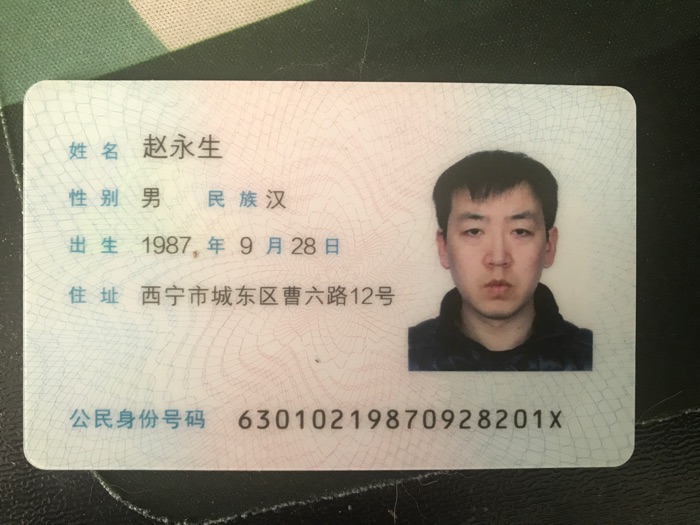 姓名 赵永生
性别 男 民族 汉
出生 1987 年 9 月 28 日
住址 西宁市城东区曹六路12号
公民身份号码 63010219870928201X